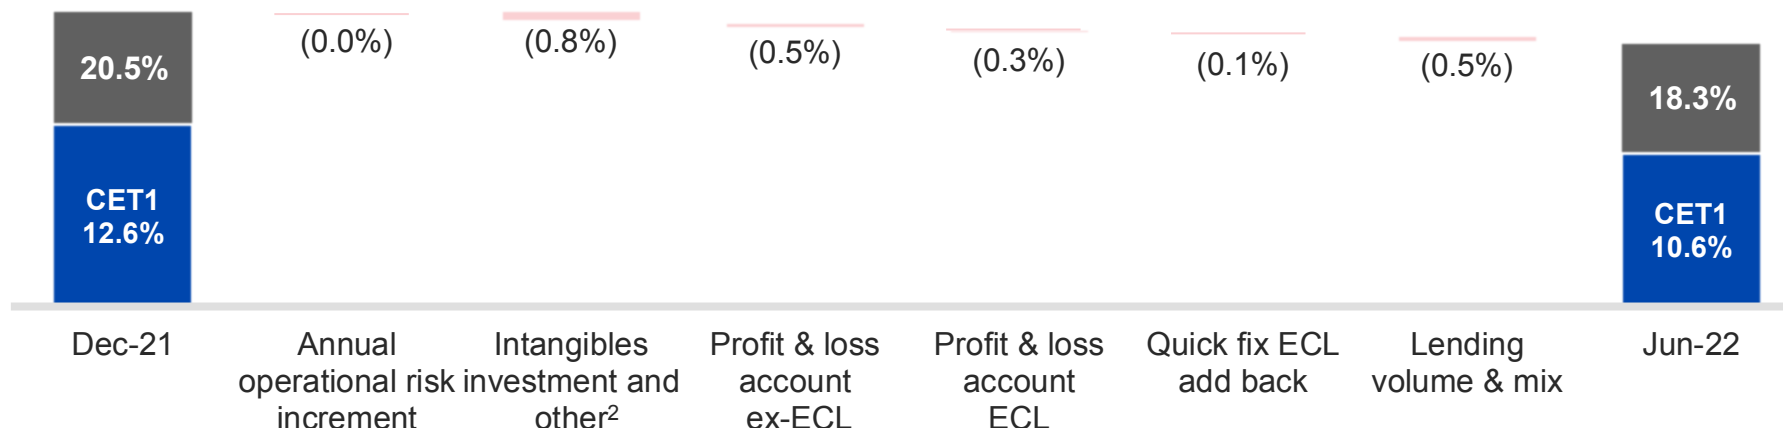 20.5%
(0.0%)
(0.8%)
(0.5%)
(0.3%)
(0.1%)
(0.5%)
18.3%
CET1
12.6%
CET1
10.6%
Dec-21
Annual
operational risk
increment
Intangibles
investment and
other²
Profit & loss
account
ex-ECL
Profit & loss
account
ECL
Quick fix ECL
add back
Lending
volume & mix
Jun-22